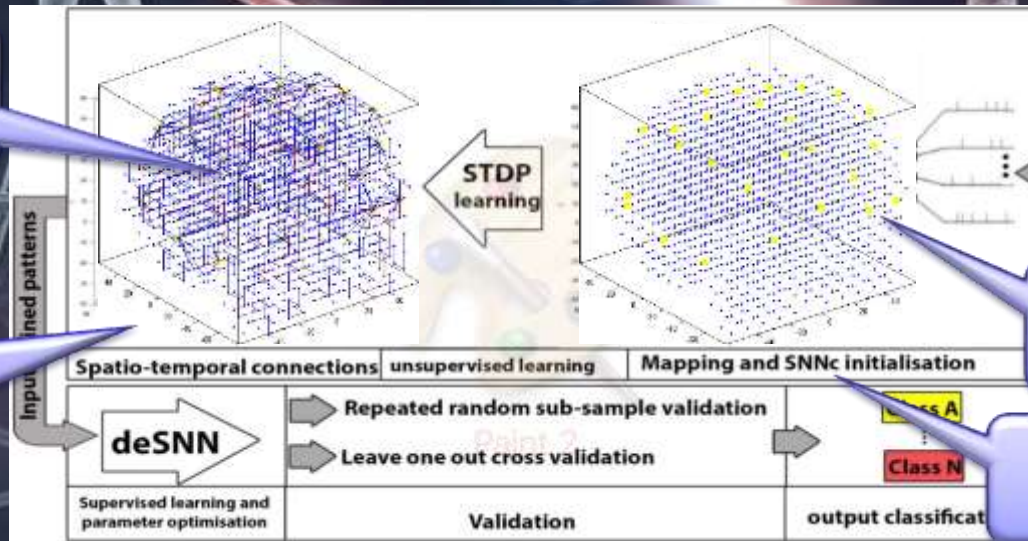 STDP
learning
Input
ined patterns
Spatio-temporal connections
unsupervised learning
Mapping and SNNc initialisation
deSNN
Repeated random sub-sample validation
Leave one out cross validation
Class A
Class N
Supervised learning and
parameter optimisation
Validation
output classificat